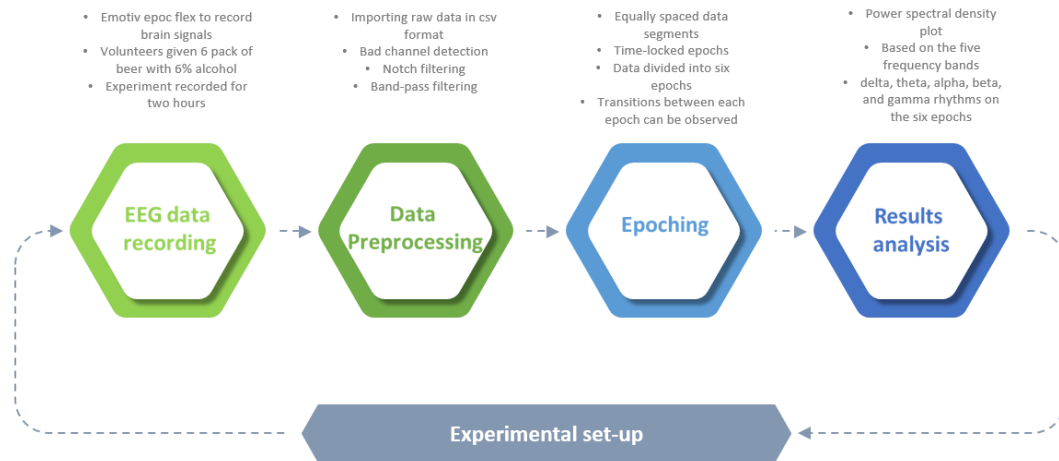 • Emotiv epoc flex to record
brain signals
• Volunteers given 6 pack of
beer with 6% alcohol
• Experiment recorded for
two hours
• Importing raw data in csv
format
• Bad channel detection
• Notch filtering
• Band-pass filtering
• Equally spaced data
segments
• Time-locked epochs
• Data divided into six
epochs
• Transitions between each
epoch can be observed
• Power spectral density
plot
• Based on the five
frequency bands
• delta, theta, alpha, beta,
and gamma rhythms on
the six epochs
EEG data
recording
Data
Preprocessing
Epoching
Results
analysis
Experimental set-up